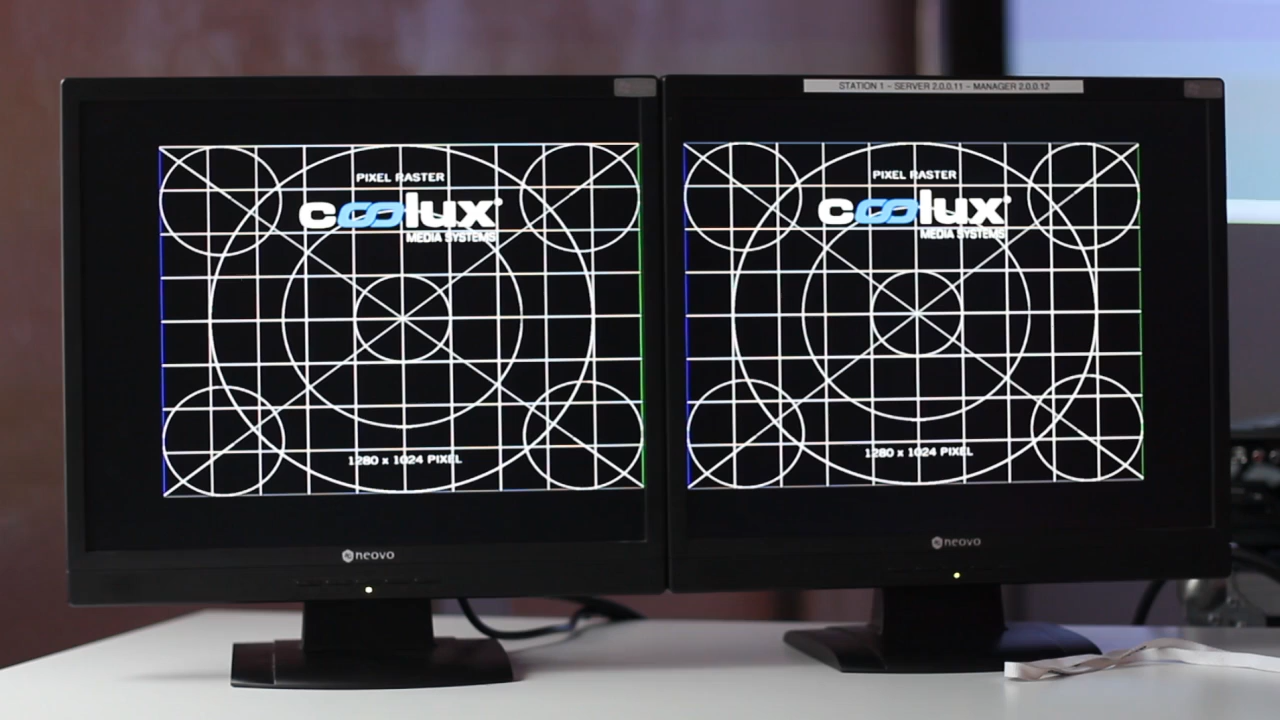 STATION 1 - SERVER 2.0.0.11 - MANAGER 2.0.0.12
PIXEL RASTER
coolux®
MEDIA SYSTEMS
1280 x 1024 PIXEL
neovo
PIXEL RASTER
coolux®
MEDIA SYSTEMS
1280 x 1024 PIXEL
neovo